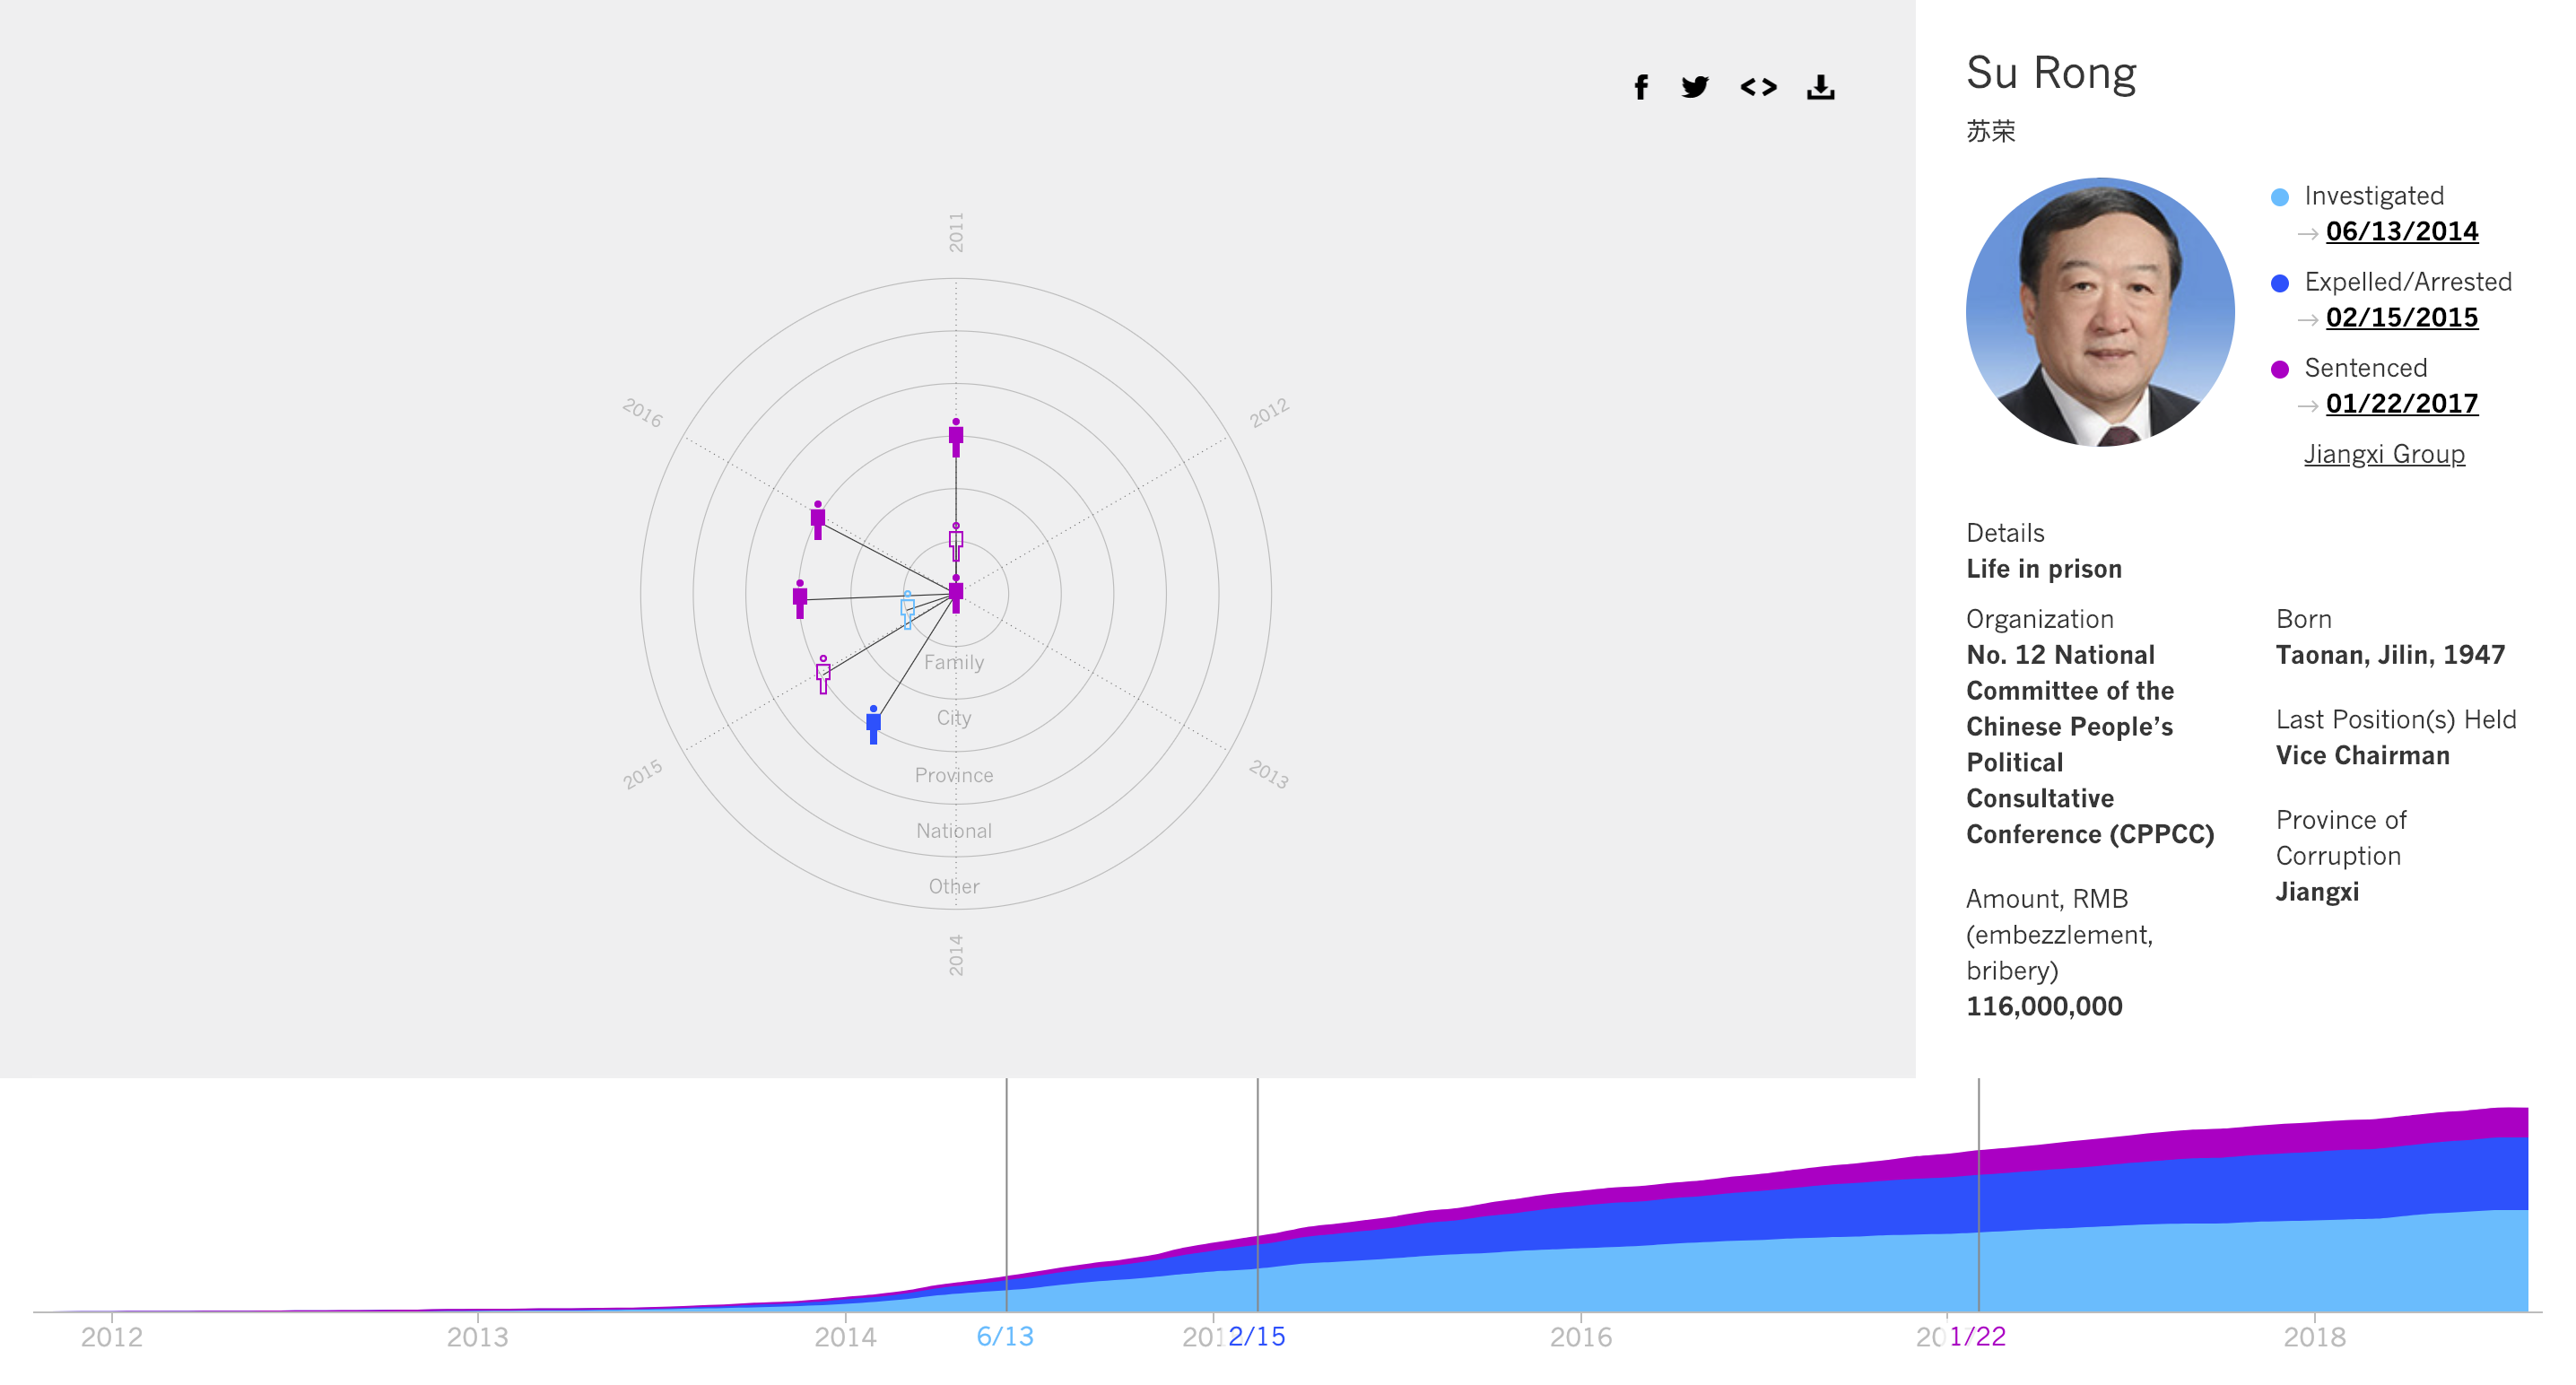 Su Rong
苏荣
Investigated
→ 06/13/2014
Expelled/Arrested
→ 02/15/2015
Sentenced
→ 01/22/2017
Jiangxi Group
Details
Life in prison
Organization
No. 12 National
Committee of the
Chinese People’s
Political
Consultative
Conference (CPPCC)
Amount, RMB
(embezzlement,
bribery)
116,000,000
Born
Taonan, Jilin, 1947
Last Position(s) Held
Vice Chairman
Province of
Corruption
Jiangxi
2011
2012
2013
2014
2015
2016
Family
City
Province
National
Other
2012
2013
2014
6/13
201
2/15
2016
20
1/22
2018